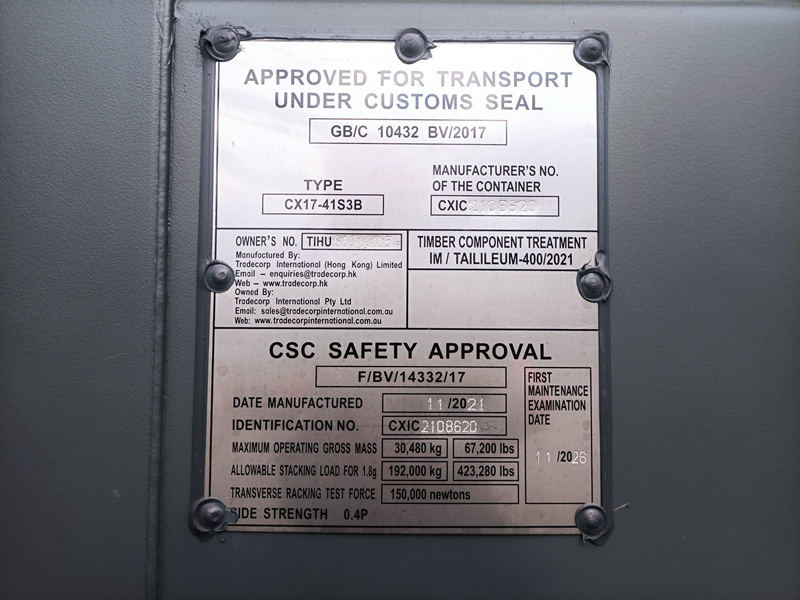 APPROVED FOR TRANSPORT
UNDER CUSTOMS SEAL
GB/C 10432 BV/2017
TYPE
CX17-41S3B
MANUFACTURER'S NO.
OF THE CONTAINER
CXIC
OWNER'S NO. TIHU
Manufactured By:
Tradecorp International (Hong Kong) Limited
Email – enquiries@tradecorp.hk
Web – www.tradecorp.hk
Owned By:
Tradecorp International Pty Ltd
Email: sales@tradecorpinternational.com.au
Web: www.tradecorpinternational.com.au
TIMBER COMPONENT TREATMENT
IM / TAILILEUM-400/2021
CSC SAFETY APPROVAL
F/BV/14332/17
DATE MANUFACTURED 11/2021
IDENTIFICATION NO. CXIC2108620
MAXIMUM OPERATING GROSS MASS 30,480 kg 67,200 lbs
ALLOWABLE STACKING LOAD FOR 1.8g 192,000 kg 423,280 lbs
TRANSVERSE RACKING TEST FORCE 150,000 newtons
SIDE STRENGTH 0.4P
FIRST
MAINTENANCE
EXAMINATION
DATE
11/2026